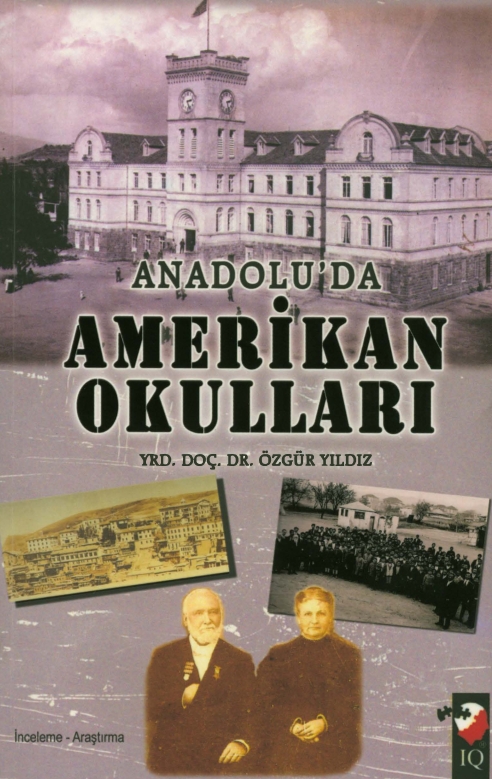 ANADOLU'DA
AMERİKAN
OKULLARI
YRD. DOÇ. DR. ÖZGÜR YILDIZ
İnceleme - Araştırma
IQ